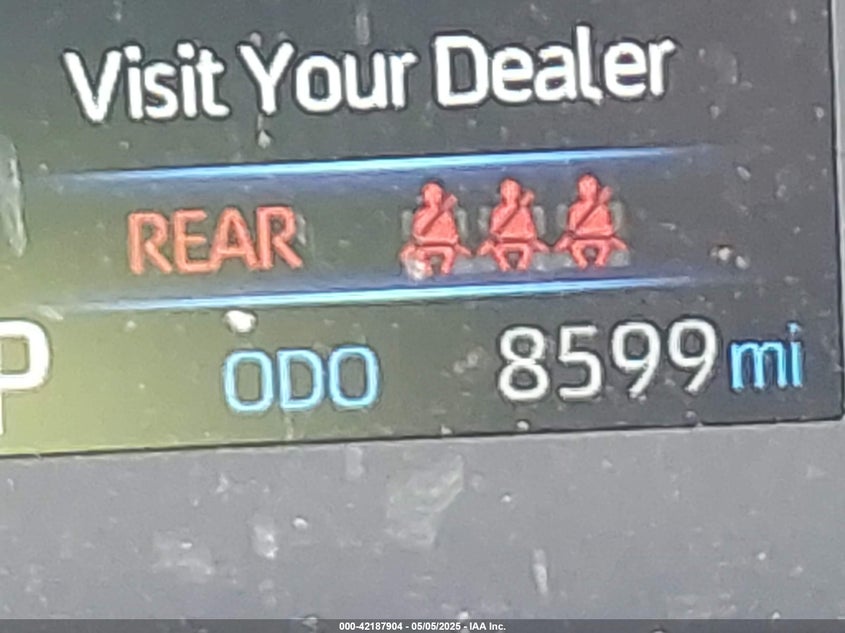 Visit Your Dealer
REAR
P
ODO 8599 mi
000-42187904 - 05/05/2025 - IAA Inc.